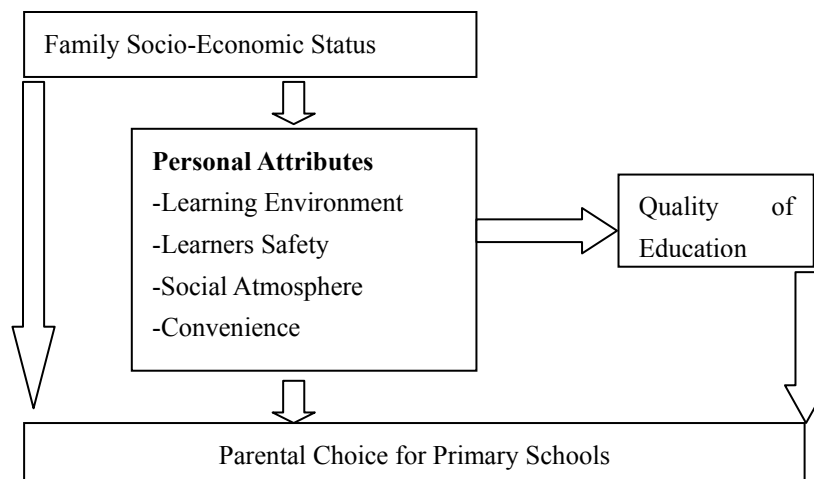 Family Socio-Economic Status
Personal Attributes
-Learning Environment
-Learners Safety
-Social Atmosphere
-Convenience
Quality of
Education
Parental Choice for Primary Schools